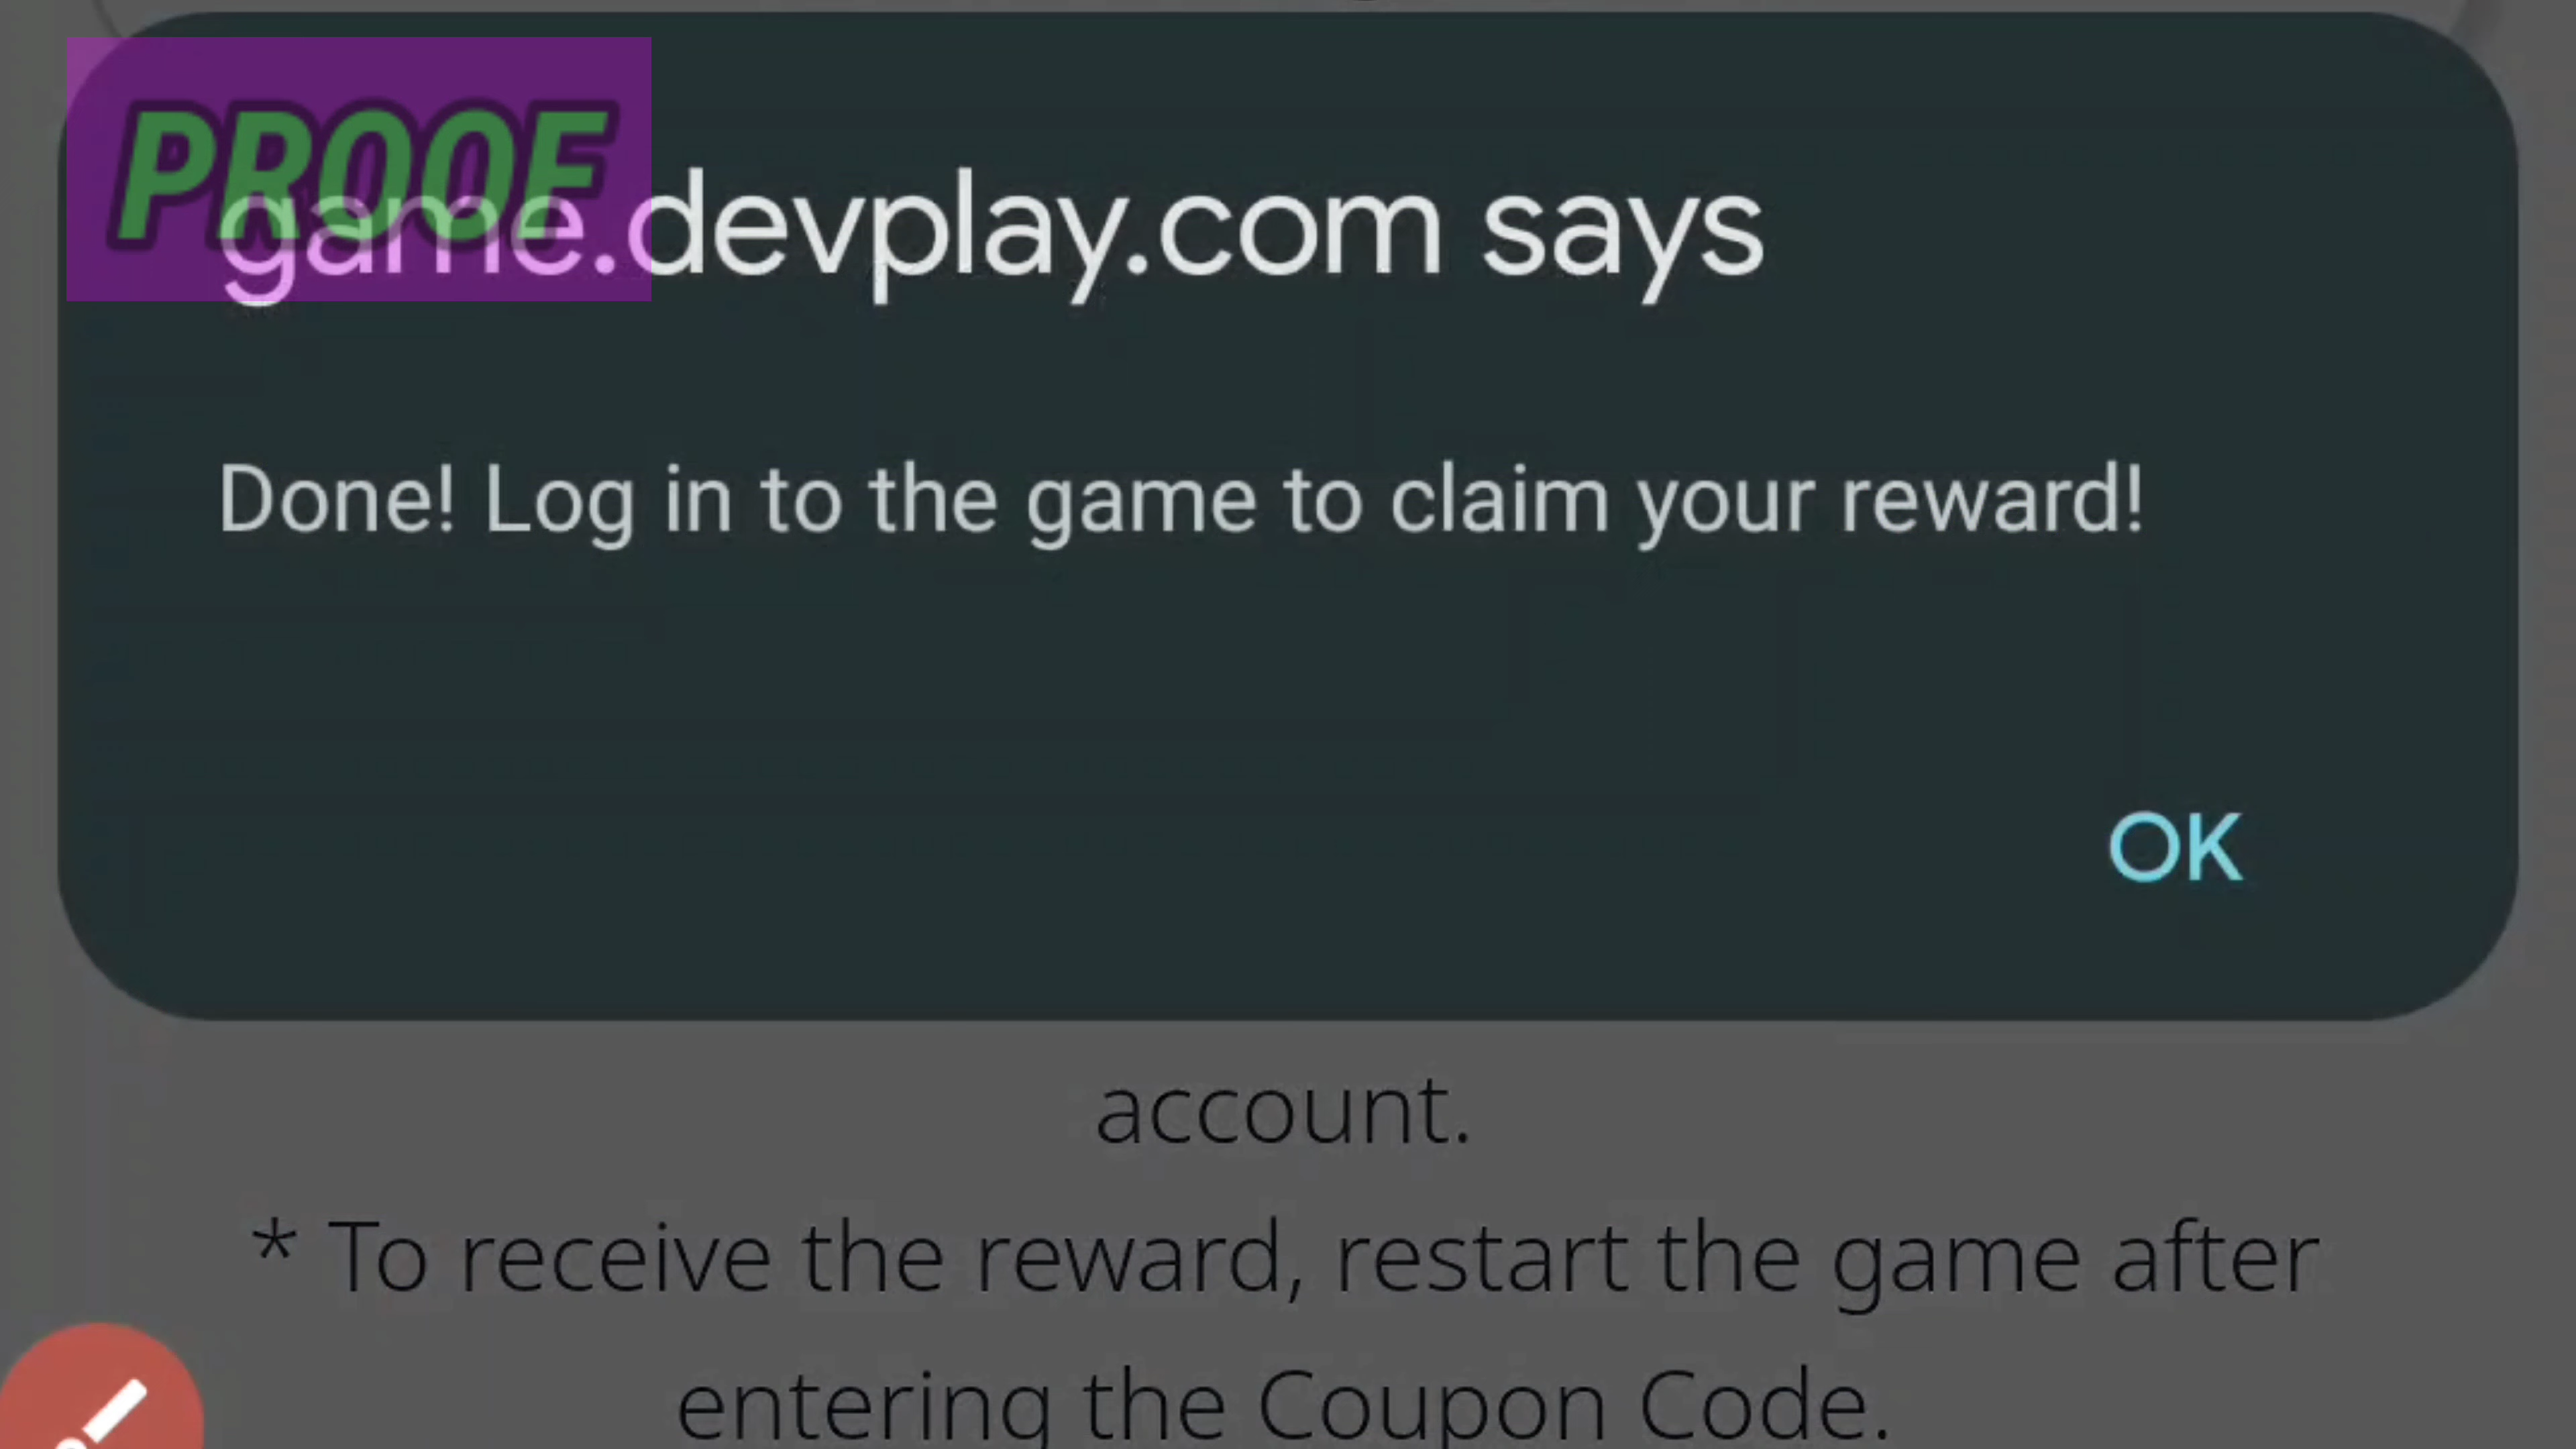 PROOF
game.devplay.com says
Done! Log in to the game to claim your reward!
OK
account.
* To receive the reward, restart the game after
entering the Coupon Code.